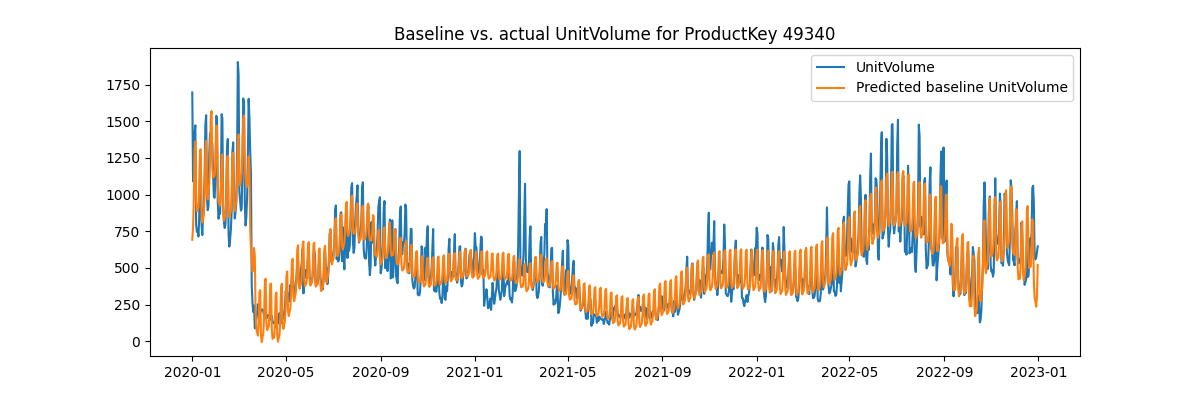 Baseline vs. actual UnitVolume for ProductKey 49340
UnitVolume
Predicted baseline UnitVolume
1750
1500
1250
1000
750
500
250
0
2020-01 2020-05 2020-09 2021-01 2021-05 2021-09 2022-01 2022-05 2022-09 2023-01